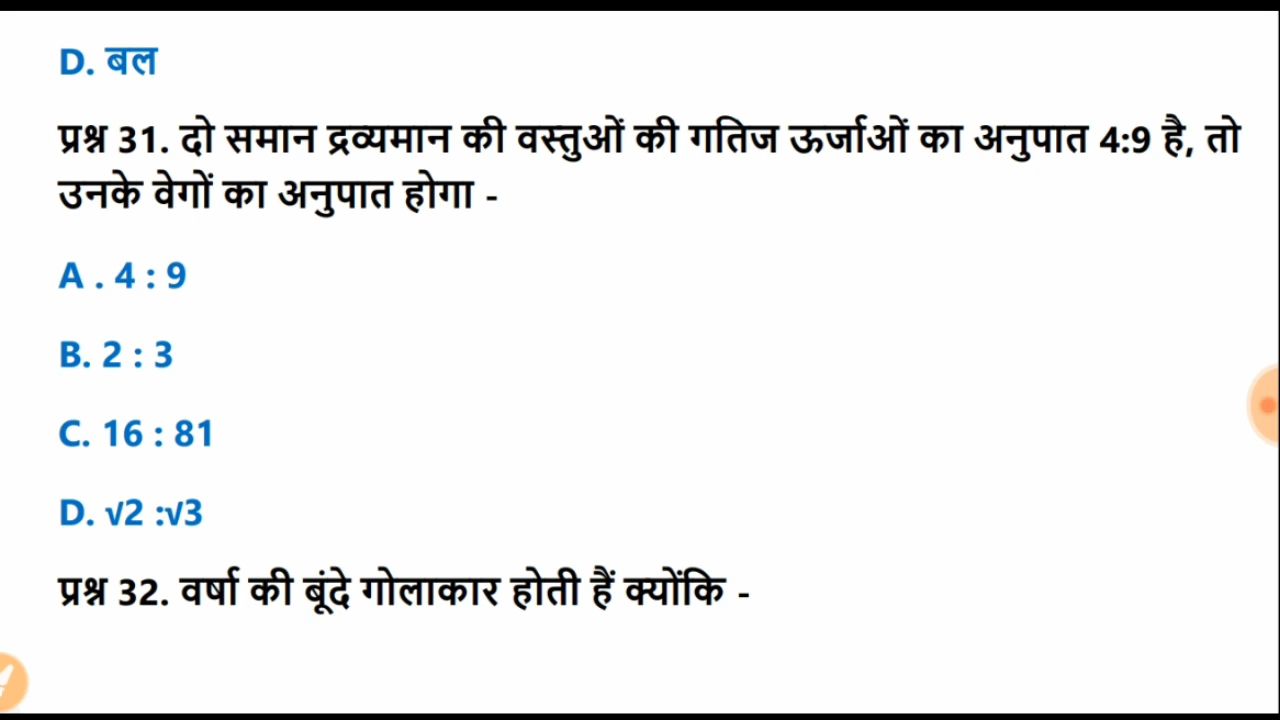 D. बल
प्रश्न 31. दो समान द्रव्यमान की वस्तुओं की गतिज ऊर्जाओं का अनुपात 4:9 है, तो
उनके वेगों का अनुपात होगा -
A . 4 : 9
B. 2 : 3
C. 16 : 81
D. √2 :√3
प्रश्न 32. वर्षा की बूंदे गोलाकार होती हैं क्योंकि -